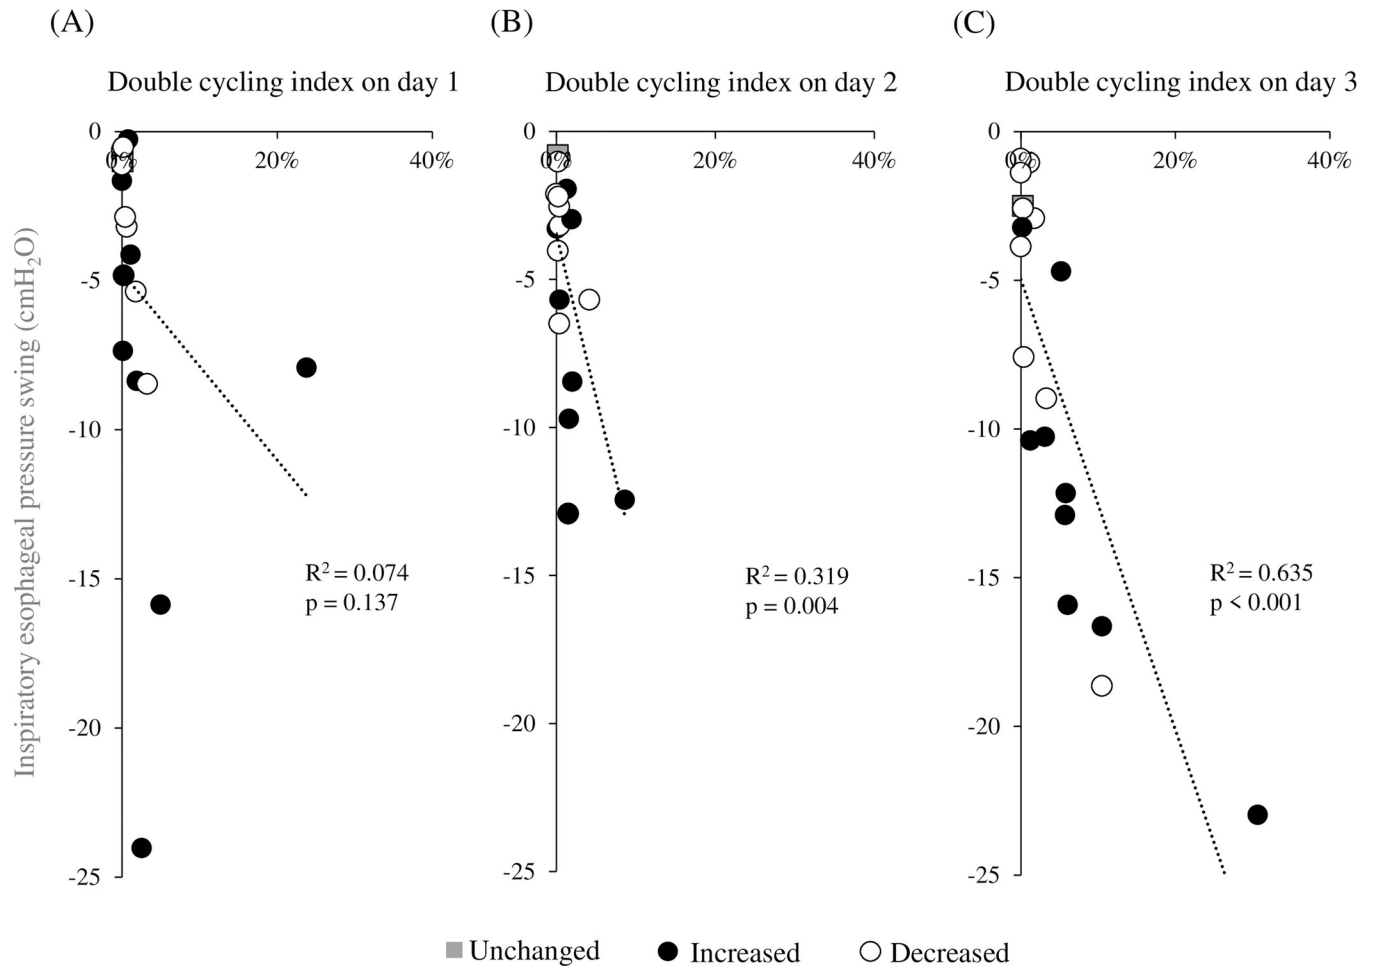 (A)
(B)
(C)
Double cycling index on day 1
Double cycling index on day 2
Double cycling index on day 3
Inspiratory esophageal pressure swing (cmH₂O)
0
0%
20%
40%
-5
-10
-15
-20
-25
R² = 0.074
p = 0.137
0
0%
20%
40%
-5
-10
-15
-20
-25
R² = 0.319
p = 0.004
0
0%
20%
40%
-5
-10
-15
-20
-25
R² = 0.635
p < 0.001
Unchanged
Increased
Decreased